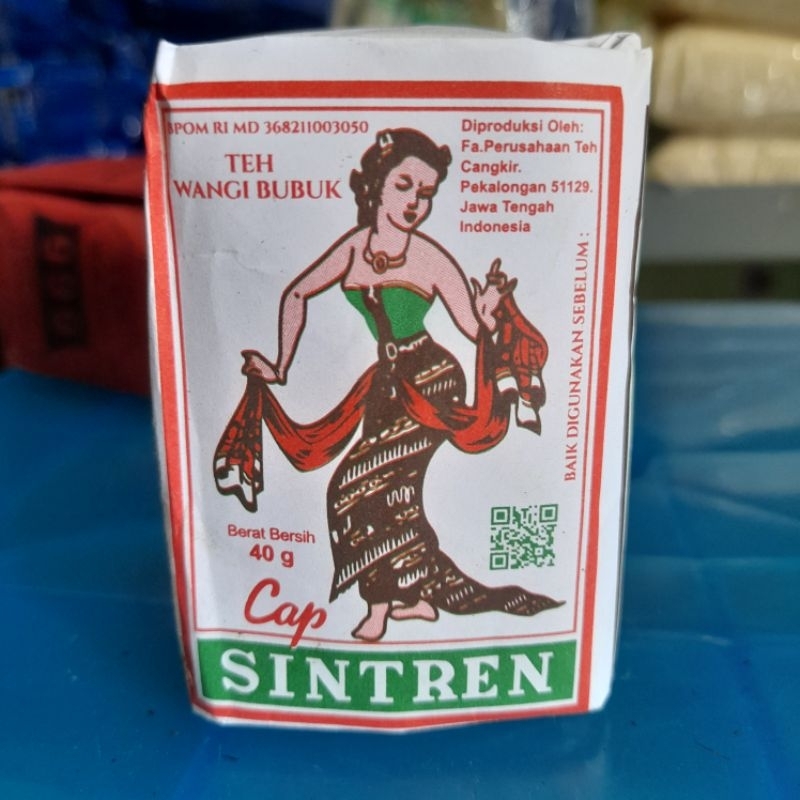 BPOM RI MD 368211003050
TEH
WANGI BUBUK
Diproduksi Oleh:
Fa.Perusahaan Teh
Cangkir.
Pekalongan 51129.
Jawa Tengah
Indonesia
BAIK DIGUNAKAN SEBELUM :
Berat Bersih
40 g
Cap
SINTREN